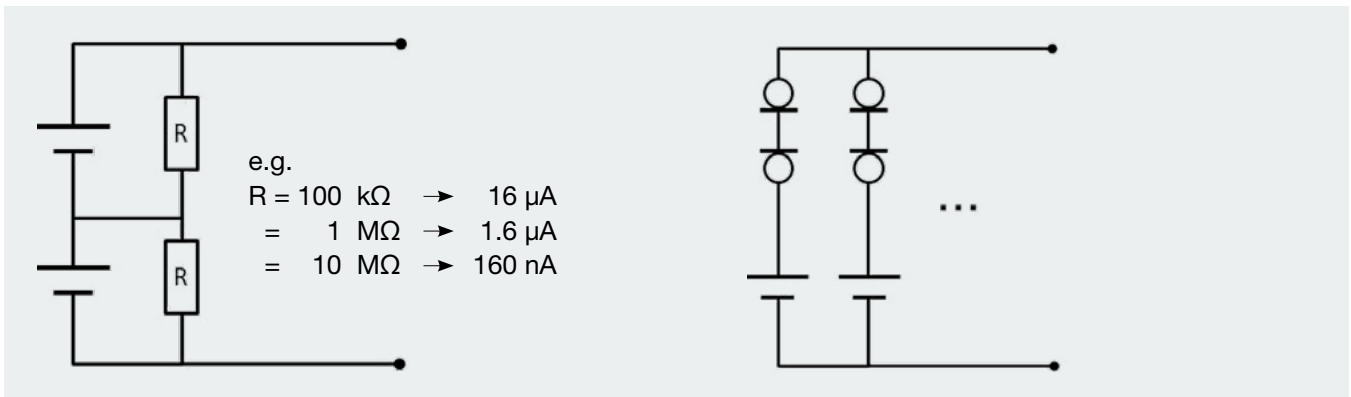 R
e.g.
R = 100 kΩ → 16 µA
= 1 MΩ → 1.6 µA
= 10 MΩ → 160 nA
R
...